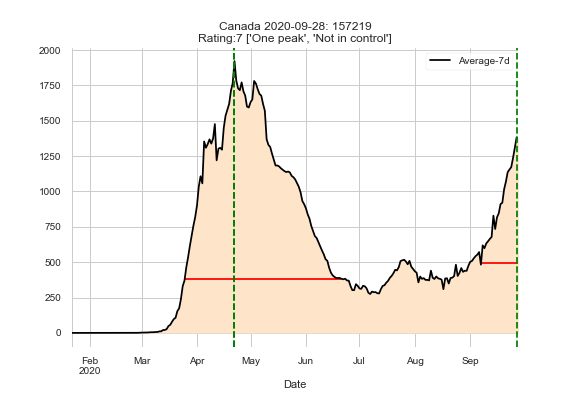 Canada 2020-09-28: 157219
Rating:7 ['One peak', 'Not in control']
Average-7d
2000
1750
1500
1250
1000
750
500
250
0
Feb Mar Apr May Jun Jul Aug Sep
2020
Date